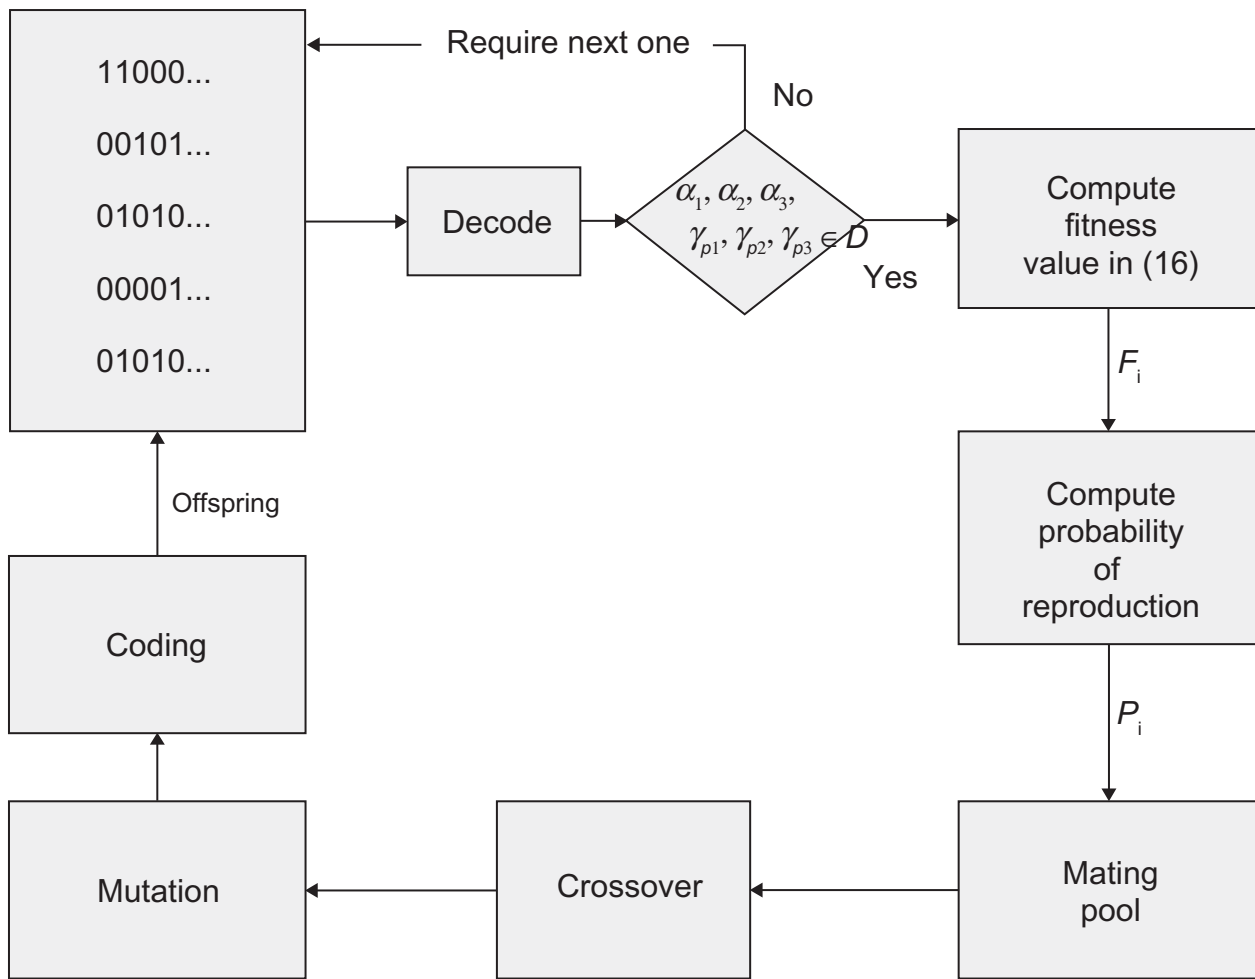 Require next one
11000...
00101...
01010...
00001...
01010...
Decode
No
α₁, α₂, α₃,
γₚ₁, γₚ₂, γₚ₃ ∈ D
Yes
Compute
fitness
value in (16)
Fᵢ
Compute
probability
of
reproduction
Pᵢ
Mating
pool
Crossover
Mutation
Coding
Offspring